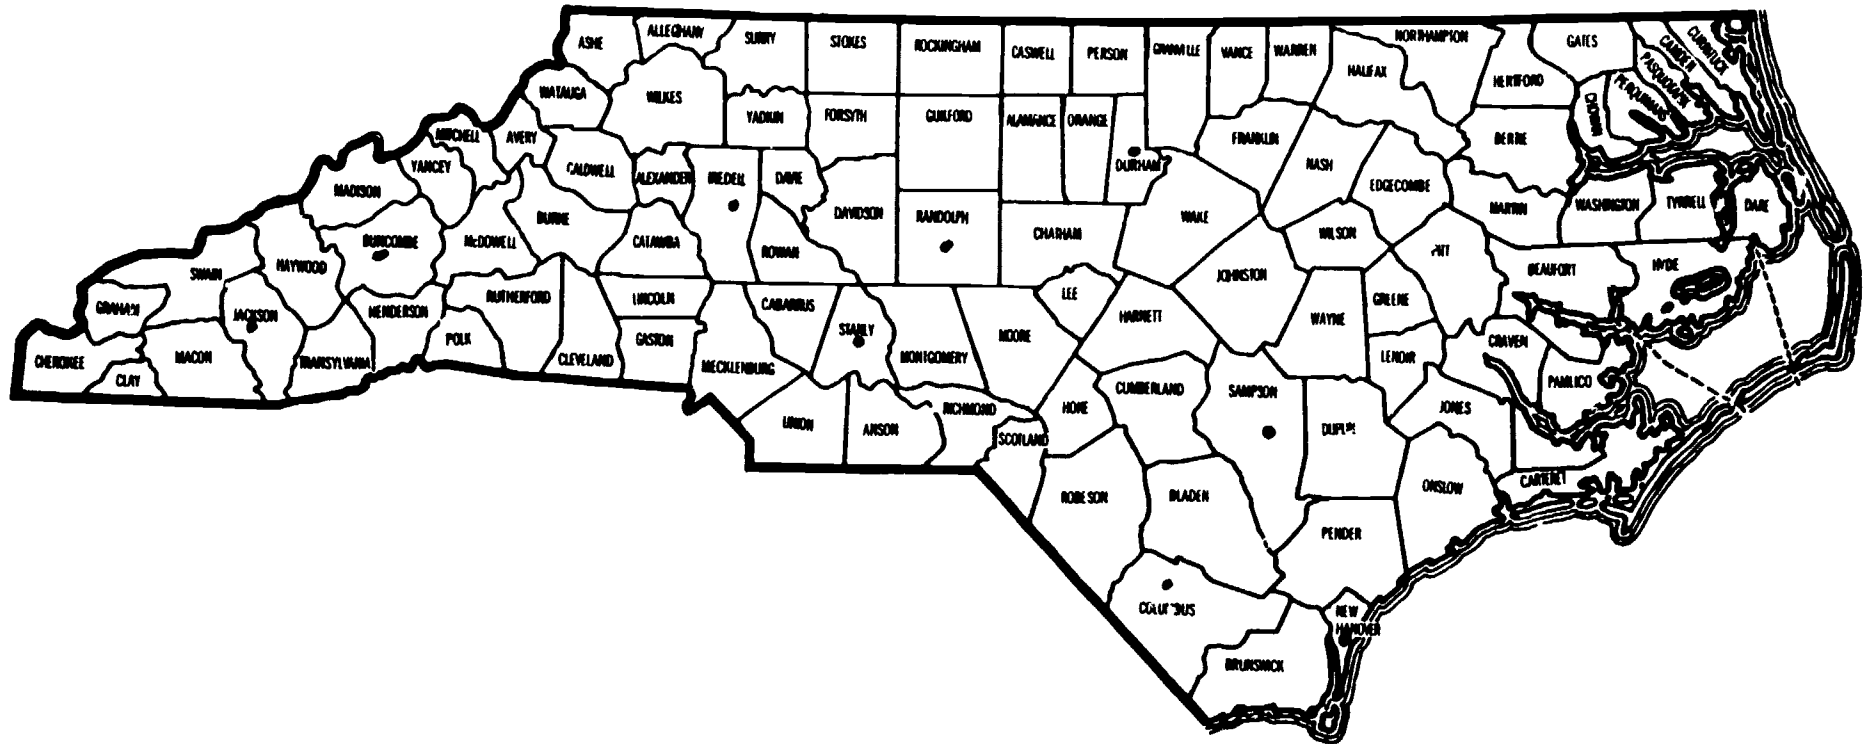 ASHE
ALLEGHANY
SURRY
STOKES
ROCKINGHAM
CASWELL
PERSON
GRANVILLE
VANCE
WARREN
NORTHAMPTON
HALIFAX
HERTFORD
GATES
CURRITUCK
CAMDEN
PASQUOTANK
PERQUIMANS
CHOWAN
WATAUGA
WILKES
YADKIN
FORSYTH
GUILFORD
ALAMANCE
ORANGE
DURHAM
FRANKLIN
NASH
EDGECOMBE
BERTIE
MITCHELL
AVERY
YANCEY
CALDWELL
ALEXANDER
IREDELL
DAVIE
DAVIDSON
RANDOLPH
CHATHAM
WAKE
WILSON
MARTIN
WASHINGTON
TYRRELL
DARE
MADISON
BUNCOMBE
McDOWELL
BURKE
CATAWBA
ROWAN
JOHNSTON
PITT
BEAUFORT
HYDE
SWAIN
HAYWOOD
GRAHAM
JACKSON
HENDERSON
RUTHERFORD
LINCOLN
CABARRUS
STANLY
MOORE
LEE
HARNETT
WAYNE
GREENE
LENOIR
CRAVEN
PAMLICO
CHEROKEE
CLAY
MACON
TRANSYLVANIA
POLK
CLEVELAND
GASTON
MECKLENBURG
MONTGOMERY
UNION
ANSON
RICHMOND
SCOTLAND
HOKE
CUMBERLAND
SAMPSON
DUPLIN
JONES
ONSLOW
CARTERET
ROBESON
BLADEN
PENDER
COLUMBUS
NEW
HANOVER
BRUNSWICK